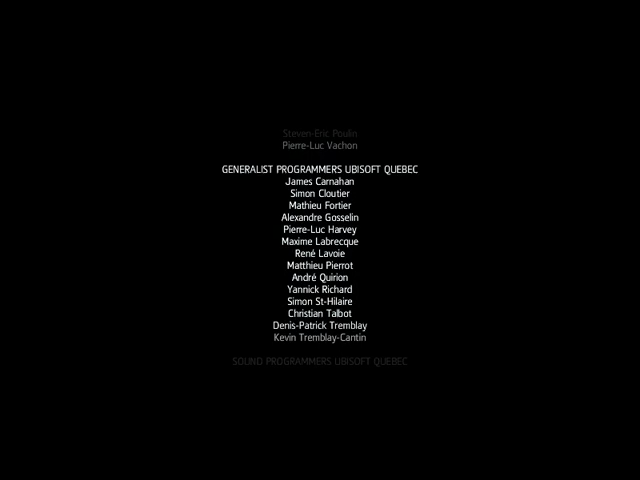 Steven-Eric Poulin
Pierre-Luc Vachon
GENERALIST PROGRAMMERS UBISOFT QUEBEC
James Carnahan
Simon Cloutier
Mathieu Fortier
Alexandre Gosselin
Pierre-Luc Harvey
Maxime Labrecque
René Lavoie
Matthieu Pierrot
André Quirion
Yannick Richard
Simon St-Hilaire
Christian Talbot
Denis-Patrick Tremblay
Kevin Tremblay-Cantin
SOUND PROGRAMMERS UBISOFT QUEBEC